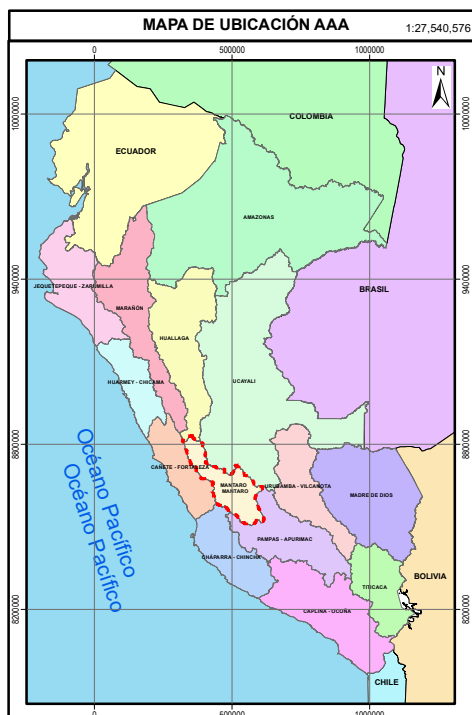 MAPA DE UBICACIÓN AAA 1:27,540,576
0 500000 1000000
N
10000000 10000000
COLOMBIA
ECUADOR
AMAZONAS
9400000 9400000
JEQUETEPEQUE - ZARUMILLA
BRASIL
MARAÑÓN
HUALLAGA
HUARMEY - CHICAMA
UCAYALI
8800000 8800000
Océano Pacífico
Océano Pacífico
CAÑETE - FORTALEZA
MANTARO
MANTARO
URUBAMBA - VILCANOTA
MADRE DE DIOS
PAMPAS - APURIMAC
CHAPARRA - CHINCHA
BOLIVIA
TITICACA
8200000 8200000
CAPLINA - OCOÑA
CHILE
0 500000 1000000